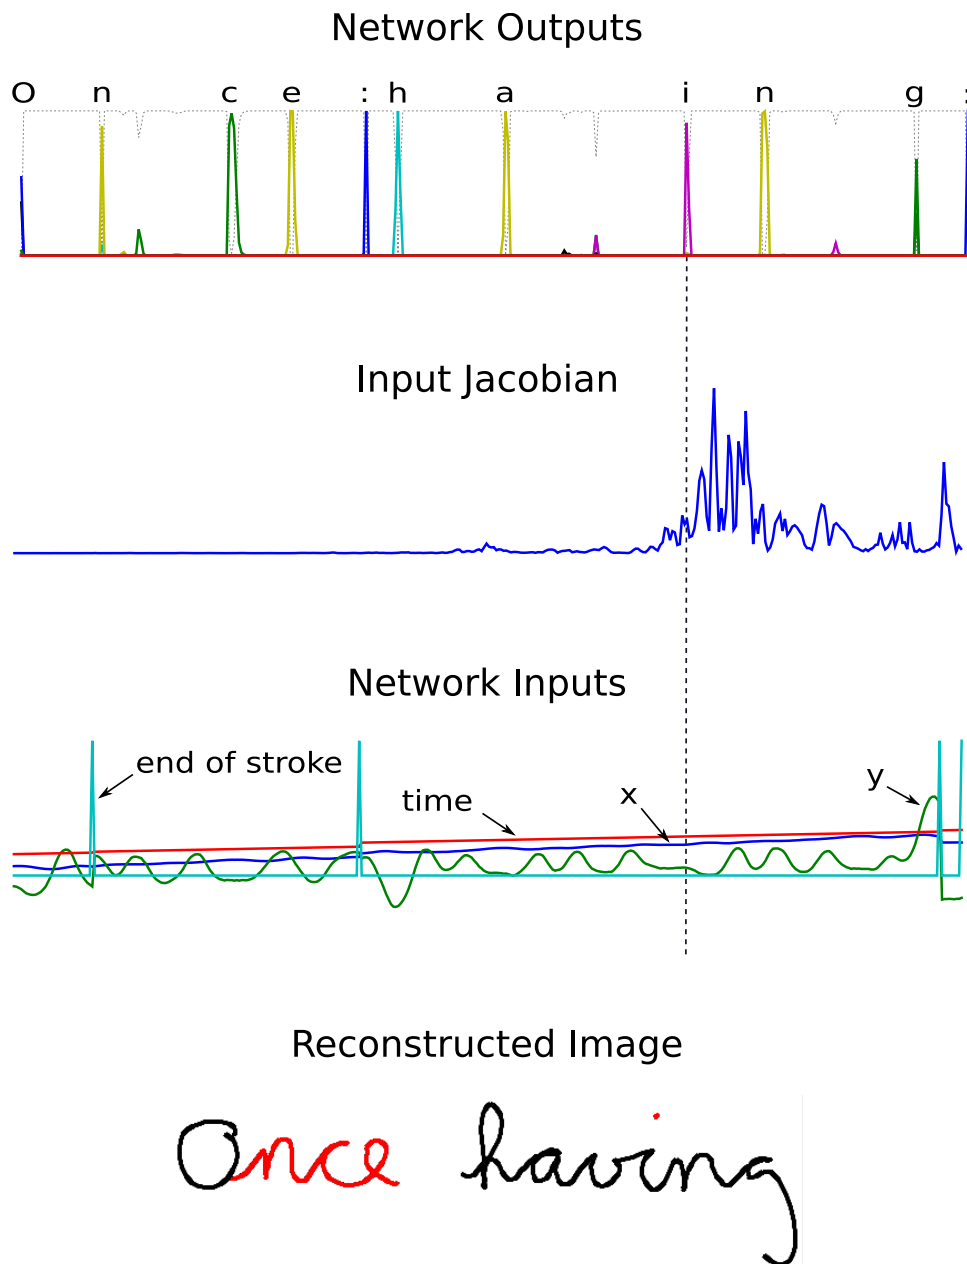 Network Outputs
O n c e : h a i n g :
Input Jacobian
Network Inputs
end of stroke
time
x
y
Reconstructed Image
Once having